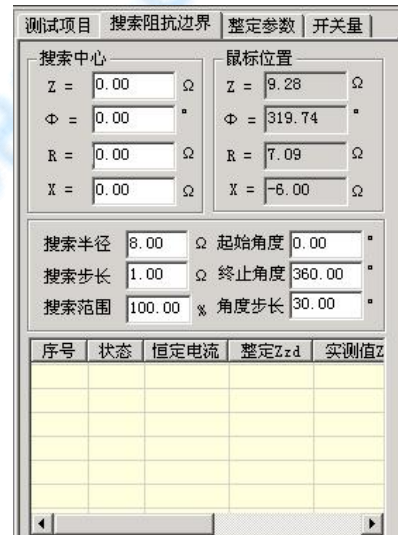 测试项目 搜索阻抗边界 整定参数 开关量
搜索中心 鼠标位置
Z = 0.00 Ω Z = 9.28 Ω
Φ = 0.00 ° Φ = 319.74 °
R = 0.00 Ω R = 7.09 Ω
X = 0.00 Ω X = -6.00 Ω
搜索半径 8.00 Ω 起始角度 0.00 °
搜索步长 1.00 Ω 终止角度 360.00 °
搜索范围 100.00 % 角度步长 30.00 °
序号 状态 恒定电流 整定Zzd 实测值Z